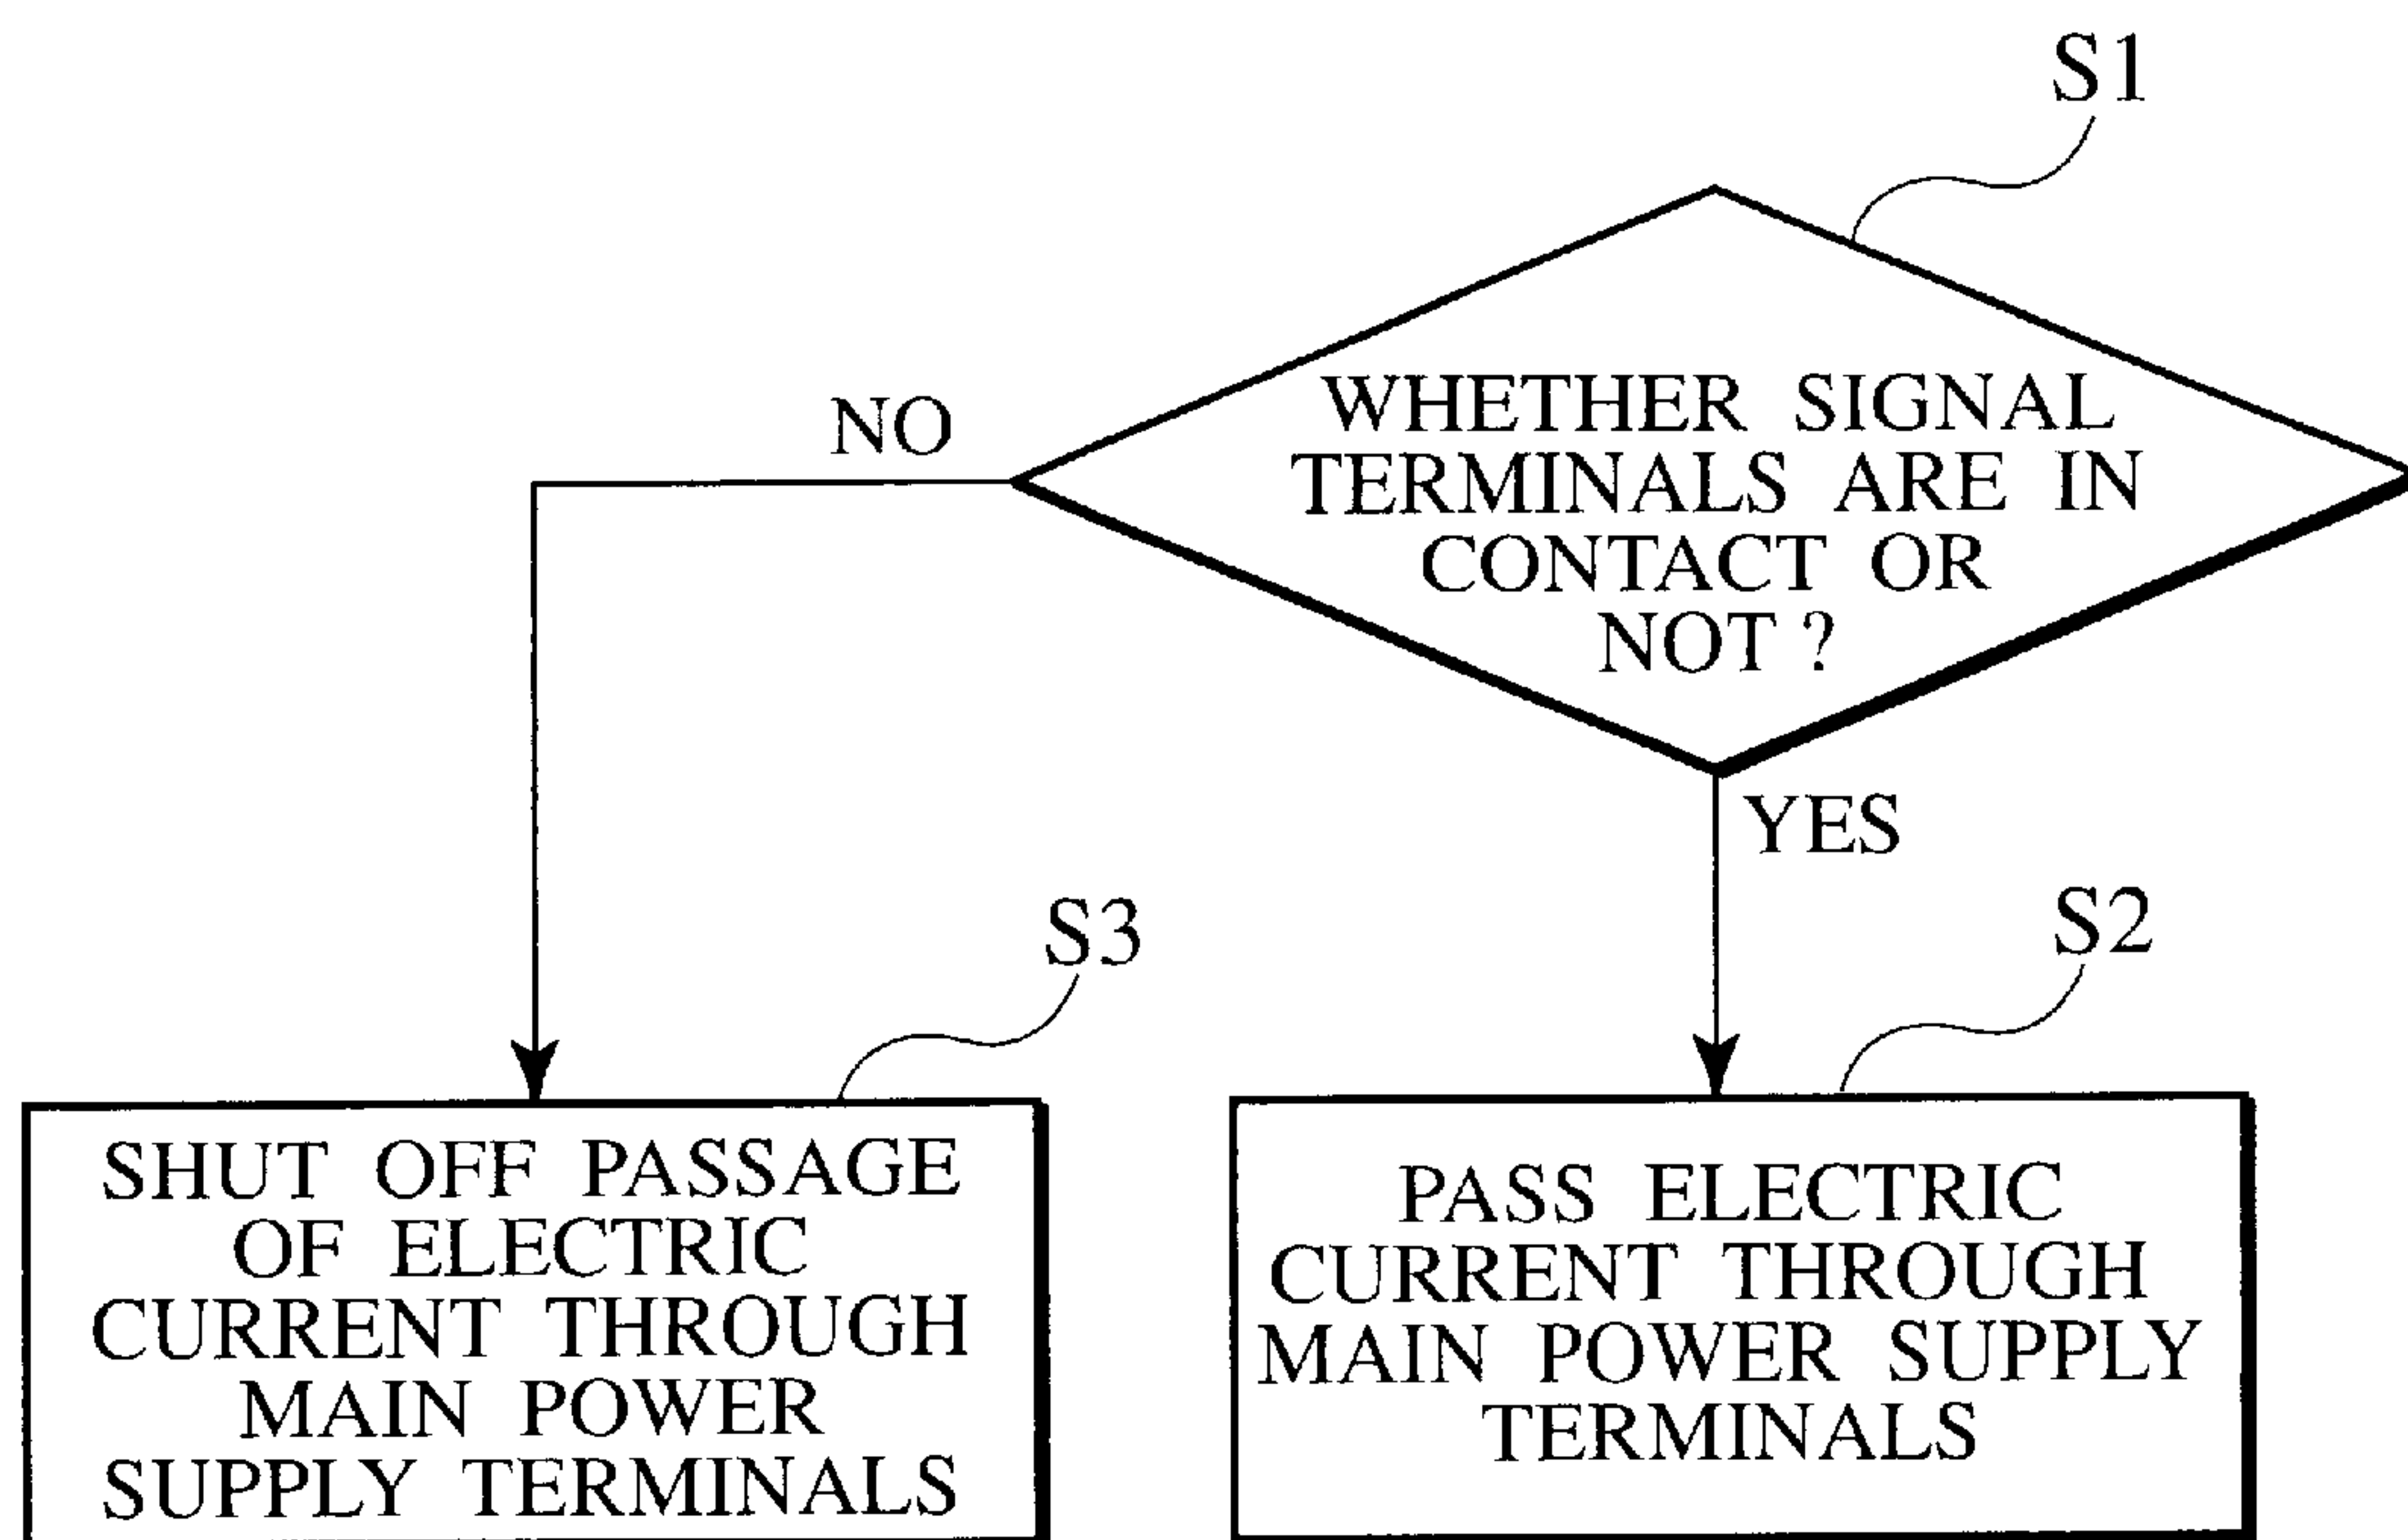 S1
WHETHER SIGNAL
TERMINALS ARE IN
CONTACT OR
NOT ?
NO
YES
S3
S2
SHUT OFF PASSAGE
OF ELECTRIC
CURRENT THROUGH
MAIN POWER
SUPPLY TERMINALS
PASS ELECTRIC
CURRENT THROUGH
MAIN POWER SUPPLY
TERMINALS